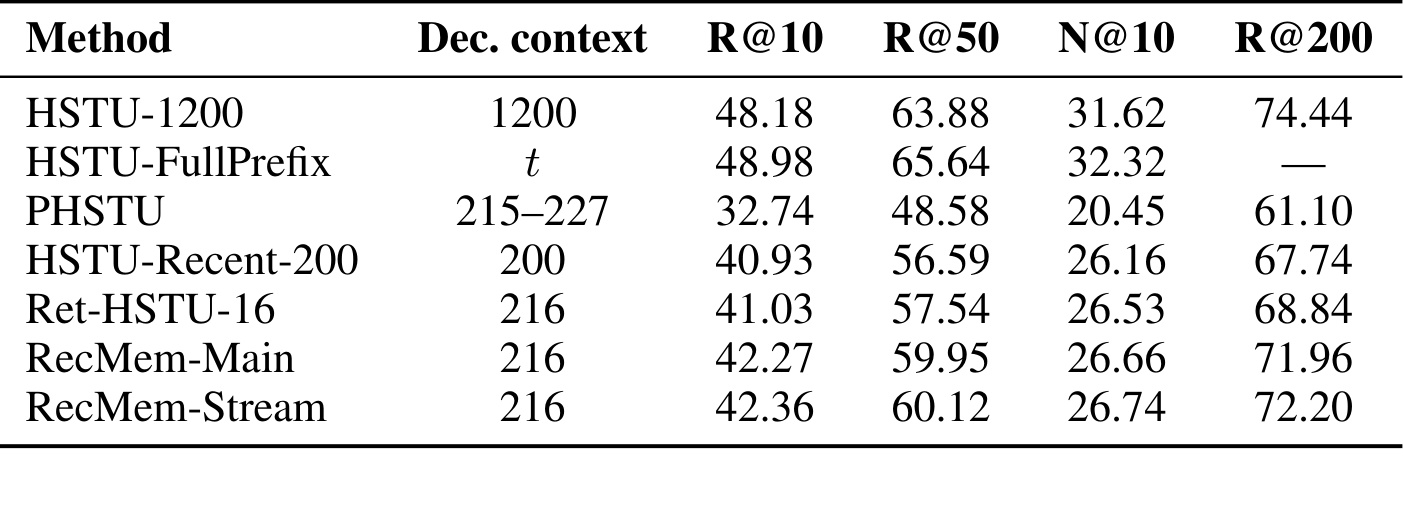 Method Dec. context R@10 R@50 N@10 R@200
HSTU-1200 1200 48.18 63.88 31.62 74.44
HSTU-FullPrefix t 48.98 65.64 32.32 —
PHSTU 215–227 32.74 48.58 20.45 61.10
HSTU-Recent-200 200 40.93 56.59 26.16 67.74
Ret-HSTU-16 216 41.03 57.54 26.53 68.84
RecMem-Main 216 42.27 59.95 26.66 71.96
RecMem-Stream 216 42.36 60.12 26.74 72.20